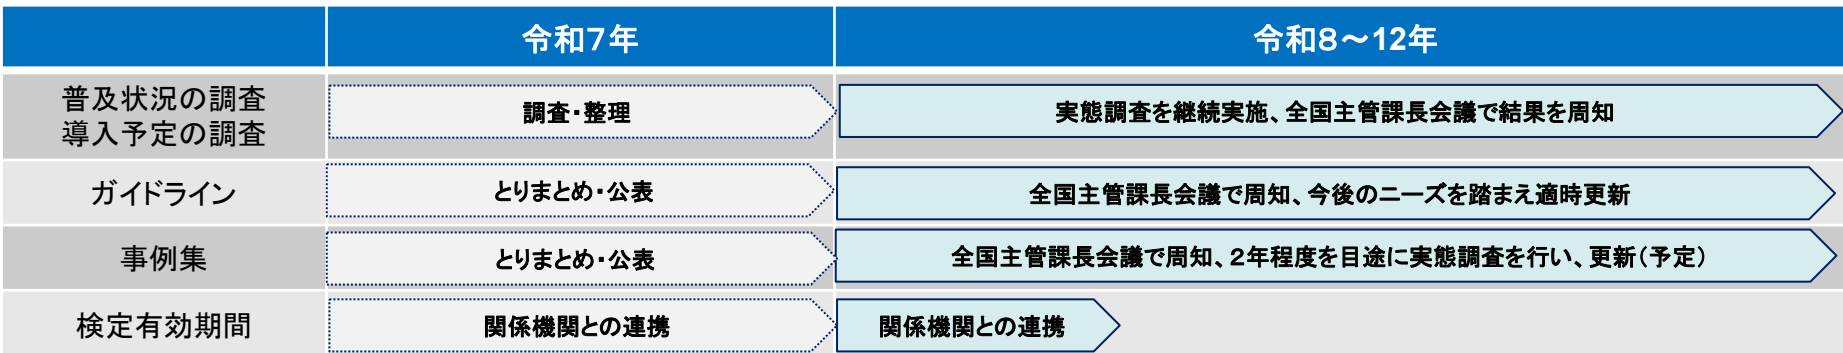 令和７年
令和８～12年
普及状況の調査
導入予定の調査
調査・整理
実態調査を継続実施、全国主管課長会議で結果を周知
ガイドライン
とりまとめ・公表
全国主管課長会議で周知、今後のニーズを踏まえ適時更新
事例集
とりまとめ・公表
全国主管課長会議で周知、２年程度を目途に実態調査を行い、更新（予定）
検定有効期間
関係機関との連携
関係機関との連携